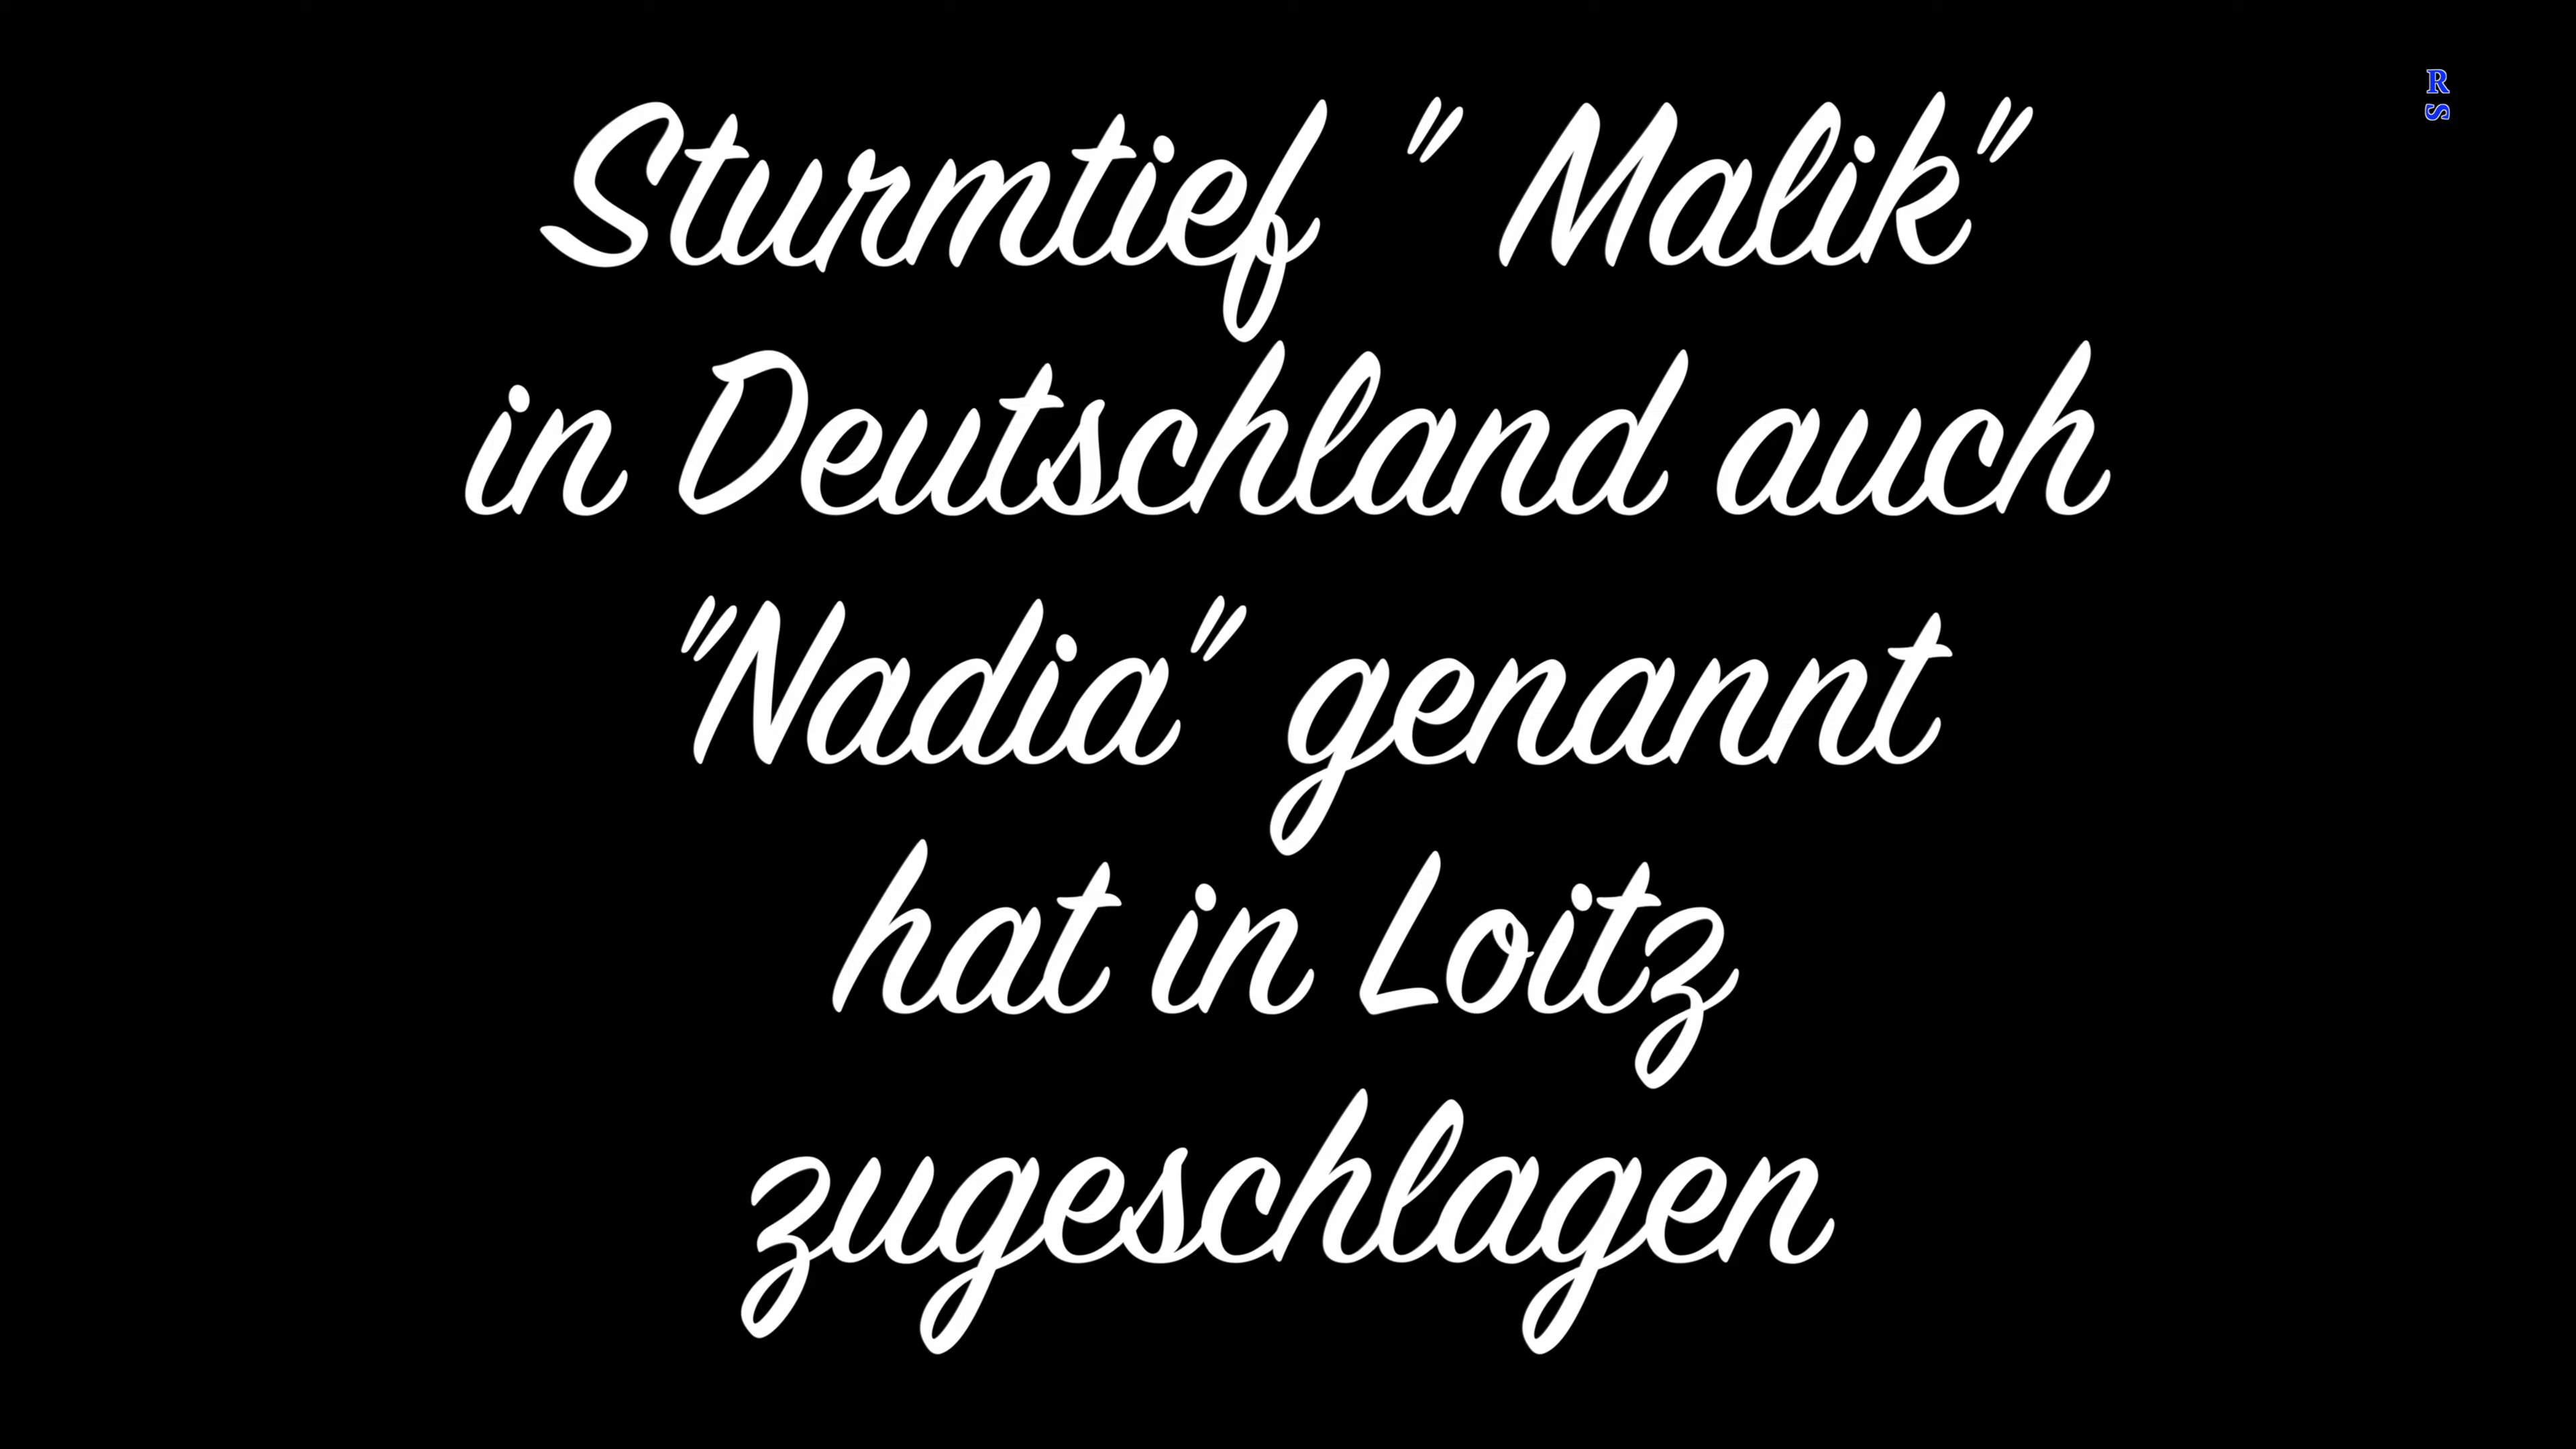 Sturmtief " Malik"
in Deutschland auch
"Nadia" genannt
hat in Loitz
zugeschlagen
R
S